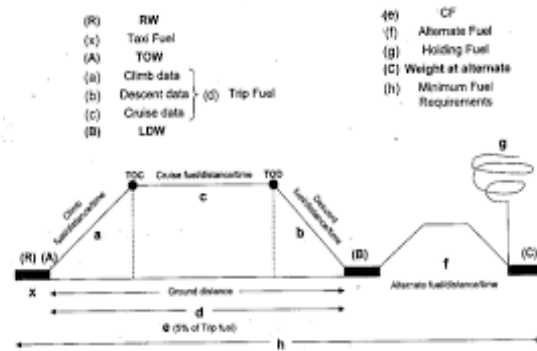 (R) RW
(x) Taxi Fuel
(A) TOW
(a) Climb data
(b) Descent data
(c) Cruise data
(d) Trip Fuel
(B) LDW
(e) CF
(f) Alternate Fuel
(g) Holding Fuel
(C) Weight at alternate
(h) Minimum Fuel
Requirements
g
TOC
Cruise fuel/distance/time
TOD
Climb
fuel/distance/time
c
Descend
fuel/distance/time
a
b
(R) (A)
(B)
f
(C)
x
Ground distance
Alternate fuel/distance/time
d
e (5% of Trip fuel)
h